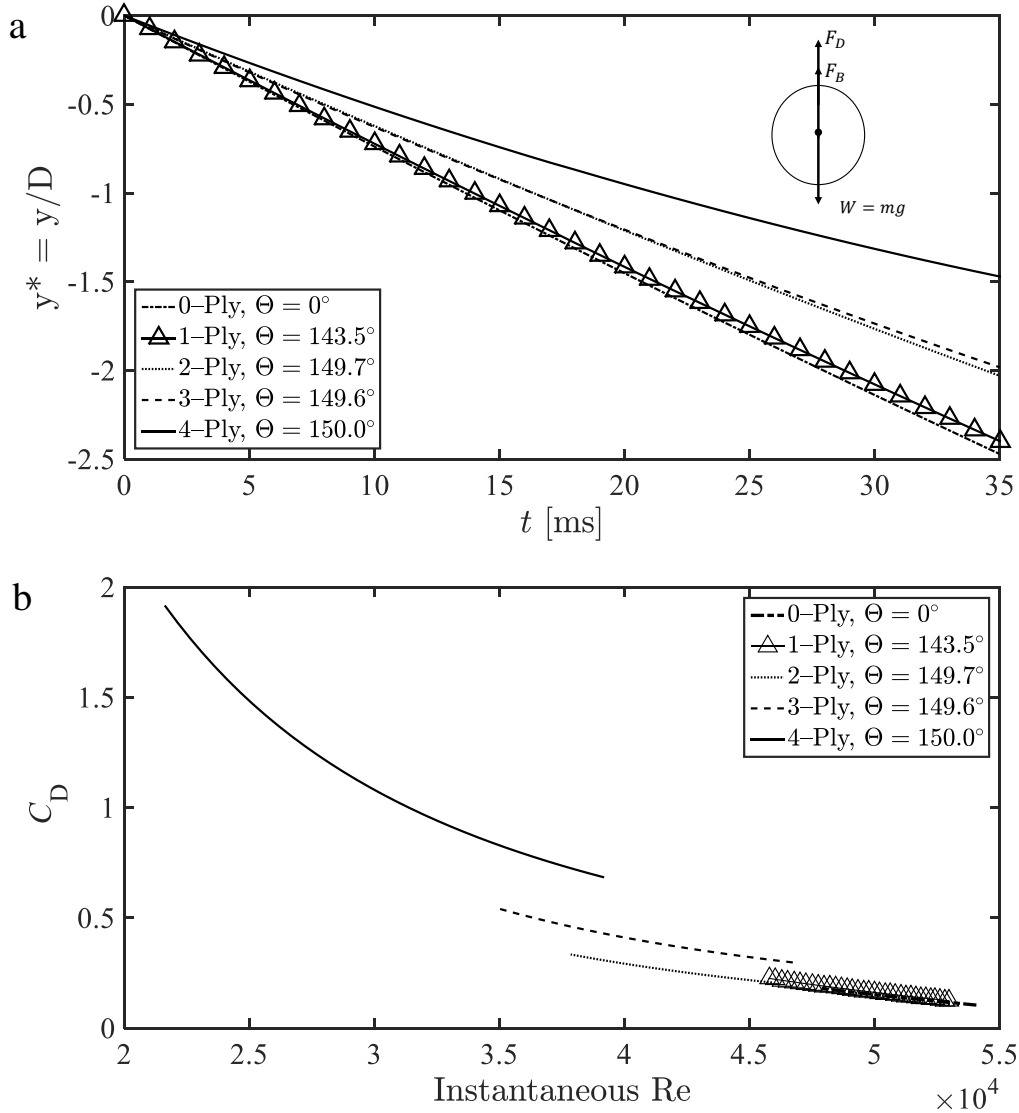 a
0
-0.5
-1
-1.5
-2
-2.5
y* = y/D
F_D
F_B
W = mg
0–Ply, Θ = 0°
1–Ply, Θ = 143.5°
2–Ply, Θ = 149.7°
3–Ply, Θ = 149.6°
4–Ply, Θ = 150.0°
0 5 10 15 20 25 30 35
t [ms]
b
2
1.5
1
0.5
0
C_D
0–Ply, Θ = 0°
1–Ply, Θ = 143.5°
2–Ply, Θ = 149.7°
3–Ply, Θ = 149.6°
4–Ply, Θ = 150.0°
2 2.5 3 3.5 4 4.5 5 5.5
Instantaneous Re
×10⁴